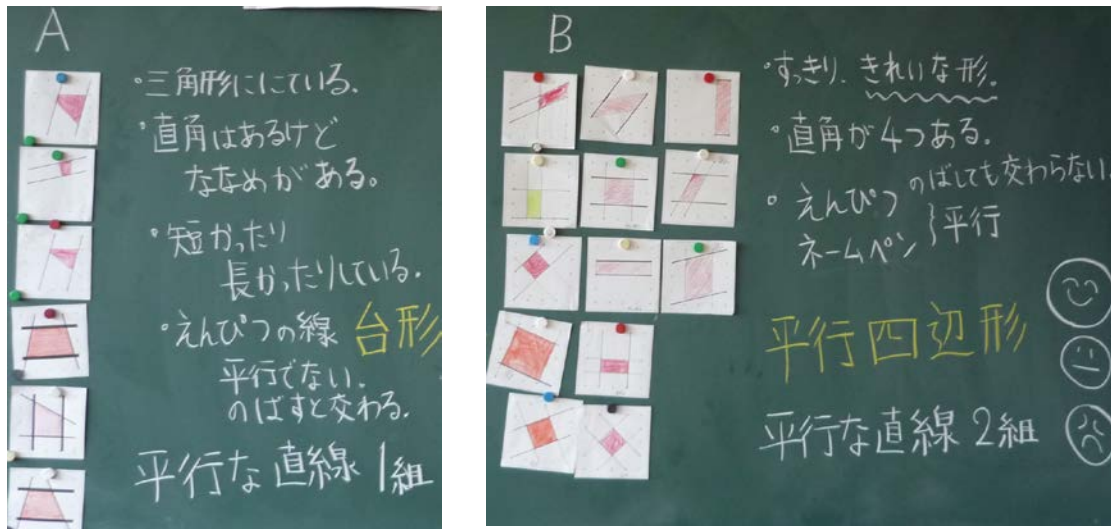 A
・三角形ににている.
・直角はあるけど
ななめがある。
・短かったり
長かったりしている.
・えんぴつの線 台形
平行でない.
のばすと交わる.
平行な直線 1組
B
・すっきり. きれいな形.
・直角が4つある.
・えんぴつ のばしても交わらない.
ネームペン }平行
平行四辺形
平行な直線 2組